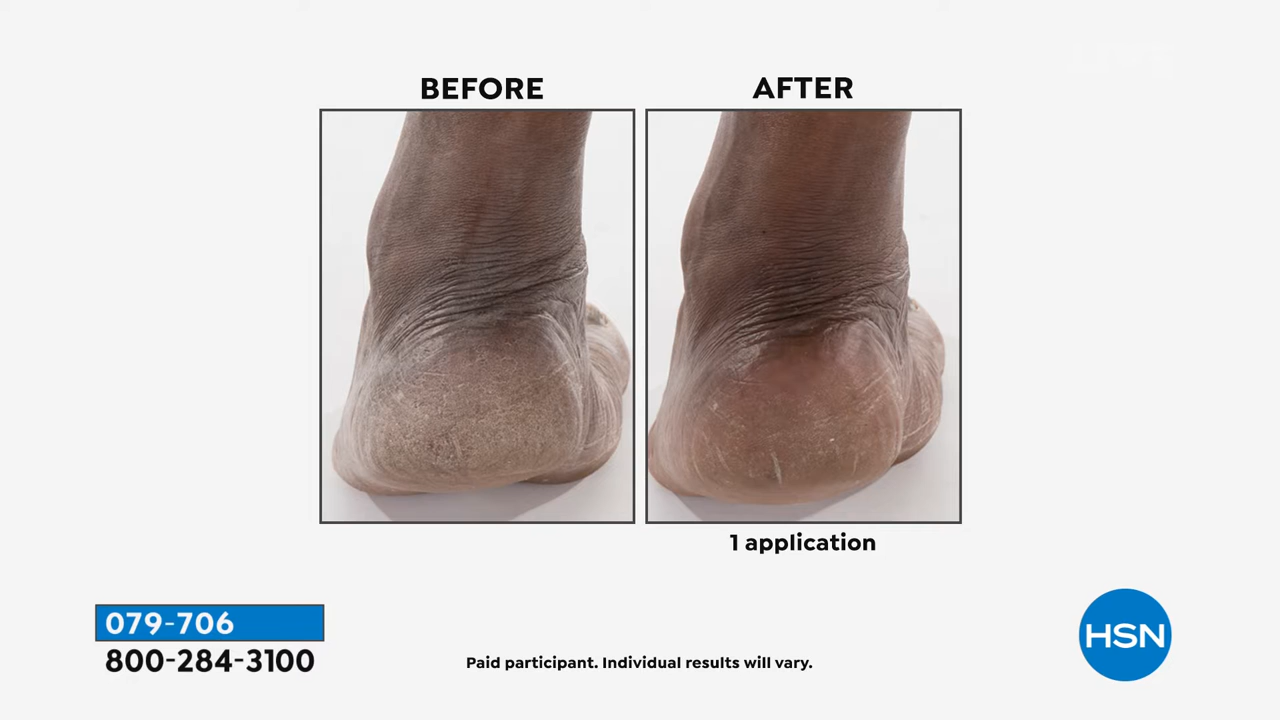 BEFORE
AFTER
1 application
079-706
800-284-3100
Paid participant. Individual results will vary.
HSN